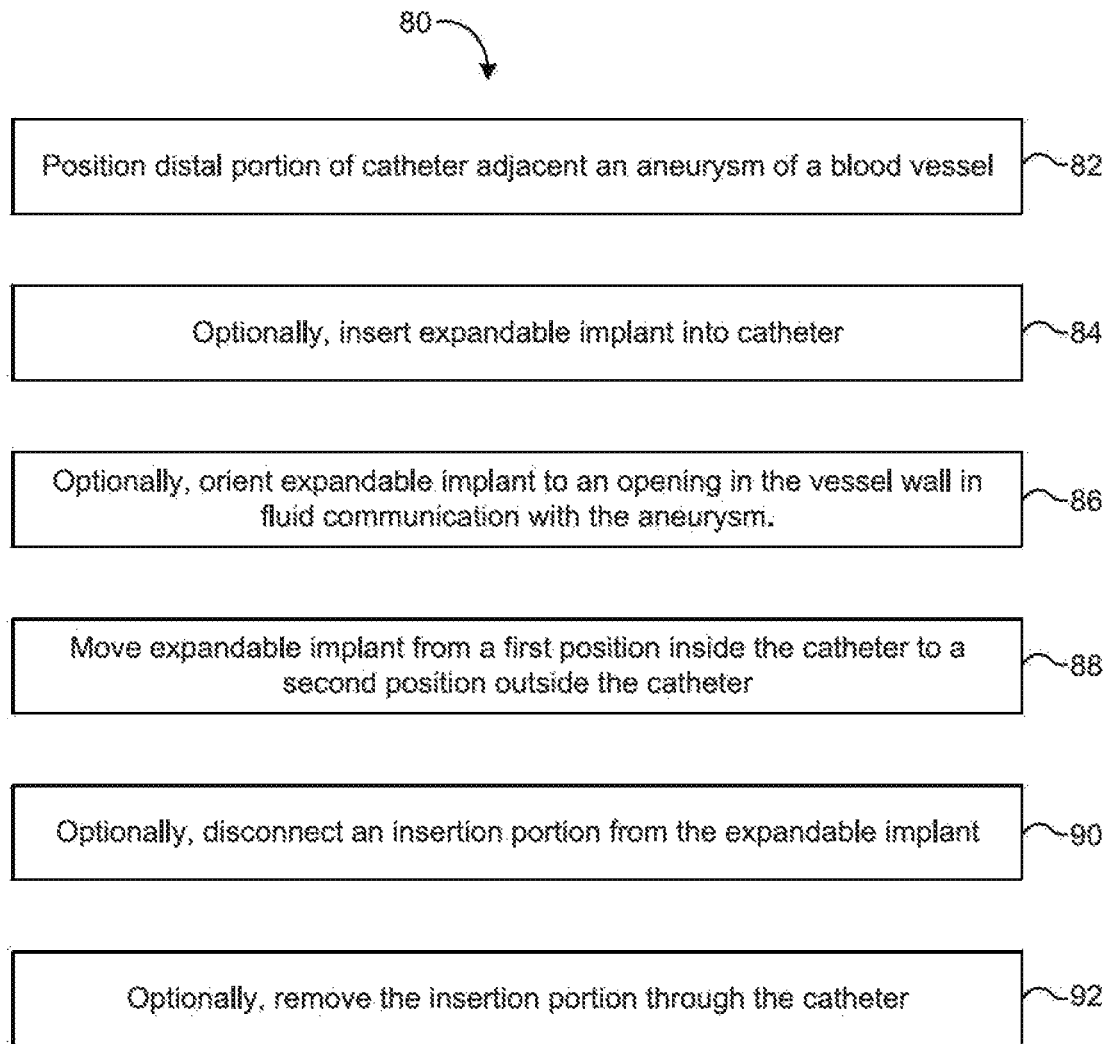 80
Position distal portion of catheter adjacent an aneurysm of a blood vessel
82
Optionally, insert expandable implant into catheter
84
Optionally, orient expandable implant to an opening in the vessel wall in
fluid communication with the aneurysm.
86
Move expandable implant from a first position inside the catheter to a
second position outside the catheter
88
Optionally, disconnect an insertion portion from the expandable implant
90
Optionally, remove the insertion portion through the catheter
92